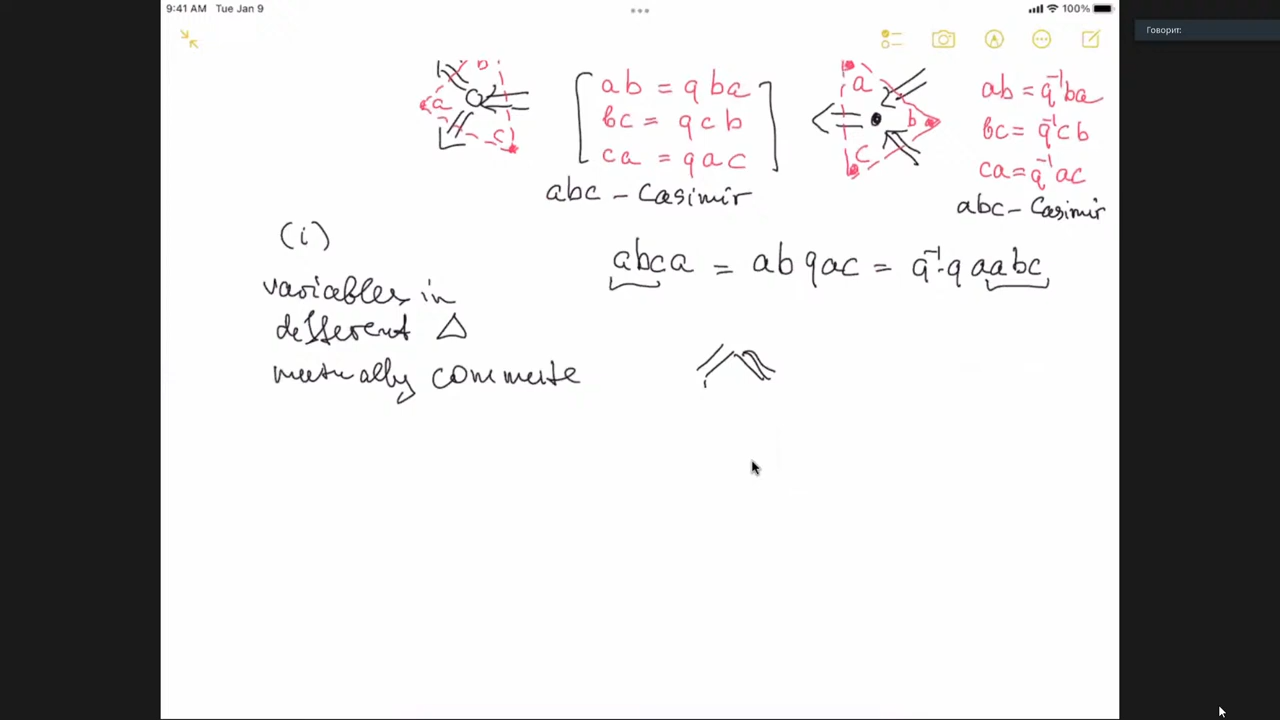 9:41 AM Tue Jan 9
100%
Говорит:
b
a
c
ab = q ba
bc = q cb
ca = q ac
abc - Casimir
a
b
c
ab = q⁻¹ba
bc = q⁻¹cb
ca = q⁻¹ac
abc - Casimir
(i)
variables in
different Δ
mutually commute
abca = ab qac = q⁻¹·q aabc